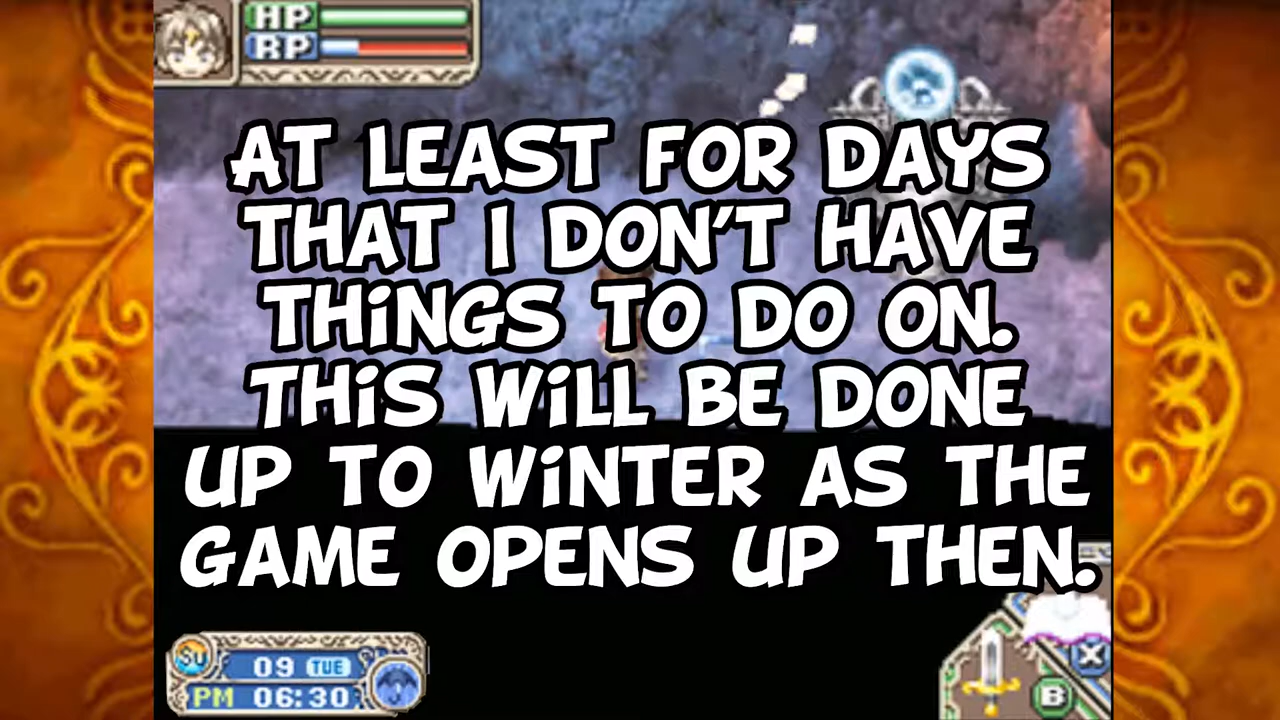 HP
RP
AT LEAST FOR DAYS
THAT I DON'T HAVE
THiNGS TO DO ON.
THiS WiLL BE DONE
UP TO WiNTER AS THE
GAME OPENS UP THEN.
Su 09 TUE
PM 06:30
X
B